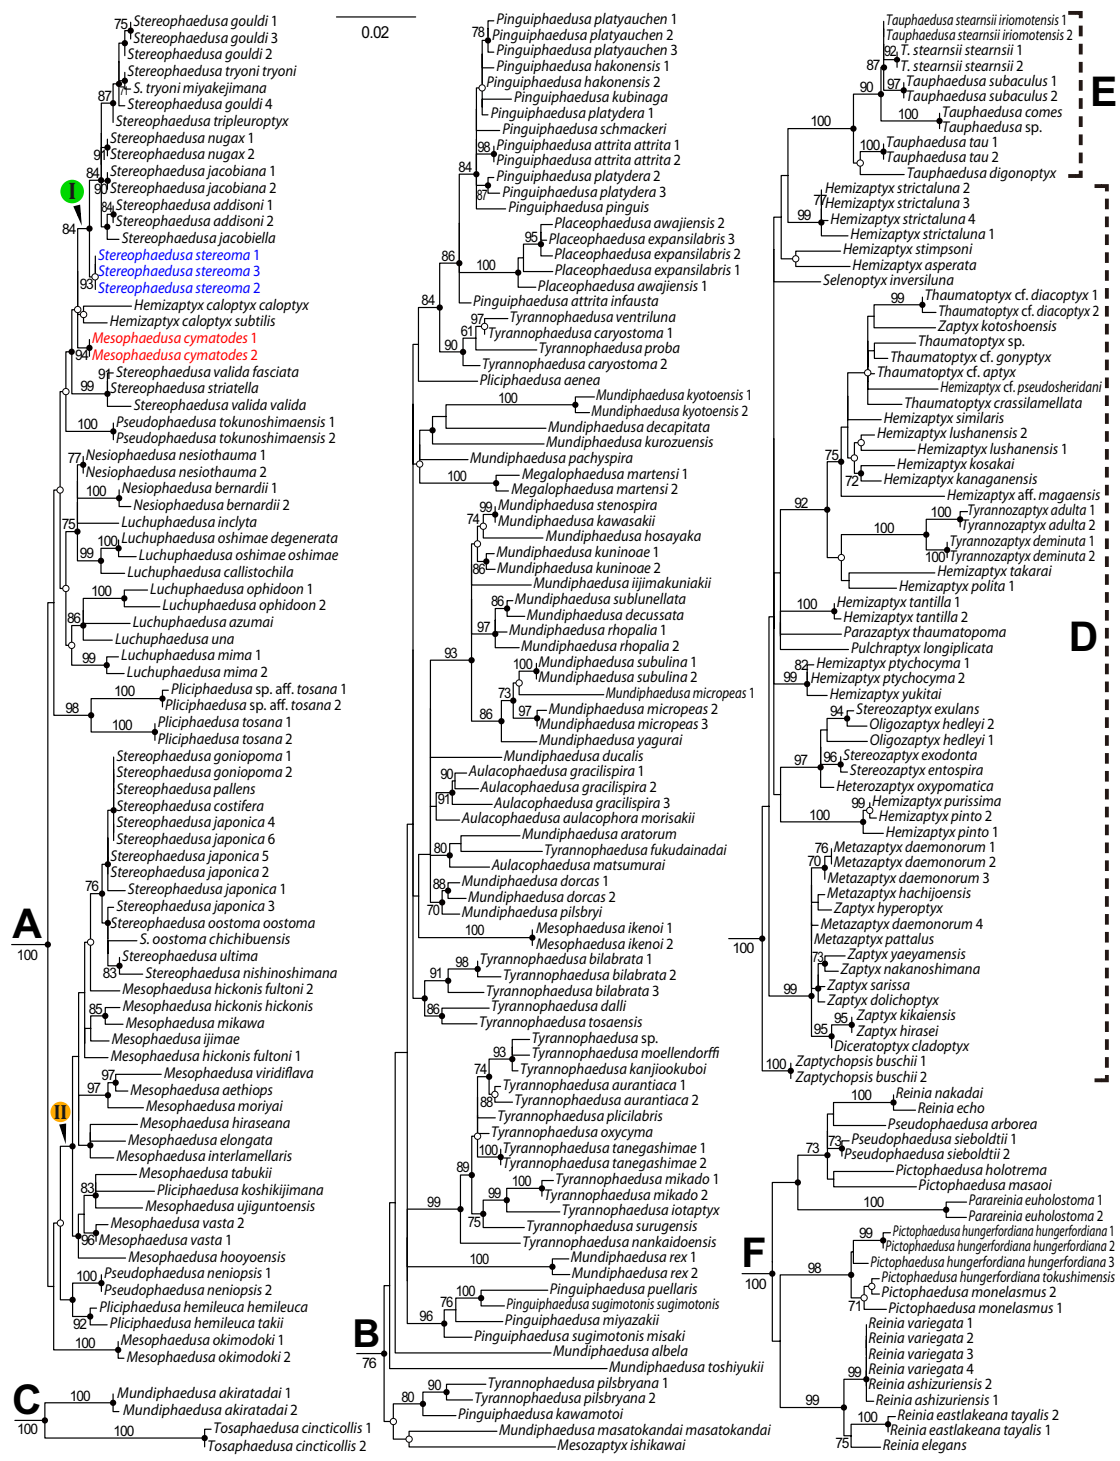 0.02
75
Stereophaedusa gouldi 1
Stereophaedusa gouldi 3
Stereophaedusa gouldi 2
Stereophaedusa tryoni tryoni
S. tryoni miyakejimana
87
Stereophaedusa gouldi 4
Stereophaedusa tripleuroptyx
Stereophaedusa nugax 1
91
Stereophaedusa nugax 2
84
Stereophaedusa jacobiana 1
I
90
Stereophaedusa jacobiana 2
84
Stereophaedusa addisoni 1
Stereophaedusa addisoni 2
84
Stereophaedusa jacobiella
Stereophaedusa stereoma 1
Stereophaedusa stereoma 3
93
Stereophaedusa stereoma 2
Hemizaptyx caloptyx caloptyx
Hemizaptyx caloptyx subtilis
Mesophaedusa cymatodes 1
94
Mesophaedusa cymatodes 2
91
Stereophaedusa valida fasciata
99
Stereophaedusa striatella
Stereophaedusa valida valida
100
Pseudophaedusa tokunoshimaensis 1
Pseudophaedusa tokunoshimaensis 2
77
Nesiophaedusa nesiothauma 1
Nesiophaedusa nesiothauma 2
100
Nesiophaedusa bernardii 1
Nesiophaedusa bernardii 2
75
Luchuphaedusa inclyta
100
Luchuphaedusa oshimae degenerata
99
Luchuphaedusa oshimae oshimae
Luchuphaedusa callistochila
100
Luchuphaedusa ophidoon 1
Luchuphaedusa ophidoon 2
86
Luchuphaedusa azumai
Luchuphaedusa una
99
Luchuphaedusa mima 1
Luchuphaedusa mima 2
100
Pliciphaedusa sp. aff. tosana 1
Pliciphaedusa sp. aff. tosana 2
98
100
Pliciphaedusa tosana 1
Pliciphaedusa tosana 2
Stereophaedusa goniopoma 1
Stereophaedusa goniopoma 2
Stereophaedusa pallens
Stereophaedusa costifera
Stereophaedusa japonica 4
Stereophaedusa japonica 6
Stereophaedusa japonica 5
Stereophaedusa japonica 2
76
Stereophaedusa japonica 1
Stereophaedusa japonica 3
A
100
Stereophaedusa oostoma oostoma
S. oostoma chichibuensis
Stereophaedusa ultima
83
Stereophaedusa nishinoshimana
Mesophaedusa hickonis fultoni 2
85
Mesophaedusa hickonis hickonis
Mesophaedusa mikawa
Mesophaedusa ijimae
Mesophaedusa hickonis fultoni 1
97
Mesophaedusa viridiflava
97
Mesophaedusa aethiops
II
Mesophaedusa moriyai
Mesophaedusa hiraseana
Mesophaedusa elongata
Mesophaedusa interlamellaris
Mesophaedusa tabukii
83
Pliciphaedusa koshikijimana
Mesophaedusa ujiguntoensis
Mesophaedusa vasta 2
96
Mesophaedusa vasta 1
Mesophaedusa hooyoensis
100
Pseudophaedusa neniopsis 1
Pseudophaedusa neniopsis 2
Pliciphaedusa hemileuca hemileuca
92
Pliciphaedusa hemileuca takii
100
Mesophaedusa okimodoki 1
Mesophaedusa okimodoki 2
C
100
100
Mundiphaedusa akiratadai 1
Mundiphaedusa akiratadai 2
100
Tosaphaedusa cincticollis 1
Tosaphaedusa cincticollis 2
Pinguiphaedusa platyauchen 1
78
Pinguiphaedusa platyauchen 2
Pinguiphaedusa platyauchen 3
Pinguiphaedusa hakonensis 1
Pinguiphaedusa hakonensis 2
Pinguiphaedusa kubinaga
Pinguiphaedusa platydera 1
Pinguiphaedusa schmackeri
98
Pinguiphaedusa attrita attrita 1
Pinguiphaedusa attrita attrita 2
84
Pinguiphaedusa platydera 2
87
Pinguiphaedusa platydera 3
Pinguiphaedusa pinguis
Placeophaedusa awajiensis 2
95
Placeophaedusa expansilabris 3
Placeophaedusa expansilabris 2
86
100
Placeophaedusa expansilabris 1
Placeophaedusa awajiensis 1
84
Pinguiphaedusa attrita infausta
97
Tyrannophaedusa ventriluna
61
Tyrannophaedusa caryostoma 1
90
Tyrannophaedusa proba
Tyrannophaedusa caryostoma 2
Pliciphaedusa aenea
100
Mundiphaedusa kyotoensis 1
Mundiphaedusa kyotoensis 2
Mundiphaedusa decapitata
Mundiphaedusa kurozuensis
Mundiphaedusa pachyspira
100
Megalophaedusa martensi 1
Megalophaedusa martensi 2
99
Mundiphaedusa stenospira
74
Mundiphaedusa kawasakii
Mundiphaedusa hosayaka
Mundiphaedusa kuninoae 1
86
Mundiphaedusa kuninoae 2
Mundiphaedusa iijimakuniakii
86
Mundiphaedusa sublunellata
Mundiphaedusa decussata
97
Mundiphaedusa rhopalia 1
Mundiphaedusa rhopalia 2
93
100
Mundiphaedusa subulina 1
Mundiphaedusa subulina 2
73
Mundiphaedusa micropeas 1
86
97
Mundiphaedusa micropeas 2
Mundiphaedusa micropeas 3
Mundiphaedusa yagurai
Mundiphaedusa ducalis
90
Aulacophaedusa gracilispira 1
Aulacophaedusa gracilispira 2
91
Aulacophaedusa gracilispira 3
Aulacophaedusa aulacophora morisakii
Mundiphaedusa aratorum
80
Tyrannophaedusa fukudainadai
Aulacophaedusa matsumurai
88
Mundiphaedusa dorcas 1
Mundiphaedusa dorcas 2
70
Mundiphaedusa pilsbryi
100
Mesophaedusa ikenoi 1
Mesophaedusa ikenoi 2
98
Tyrannophaedusa bilabrata 1
91
Tyrannophaedusa bilabrata 2
Tyrannophaedusa bilabrata 3
86
Tyrannophaedusa dalli
Tyrannophaedusa tosaensis
Tyrannophaedusa sp.
93
Tyrannophaedusa moellendorffi
74
Tyrannophaedusa kanjiookuboi
Tyrannophaedusa aurantiaca 1
88
Tyrannophaedusa aurantiaca 2
Tyrannophaedusa plicilabris
Tyrannophaedusa oxycyma
100
Tyrannophaedusa tanegashimae 1
Tyrannophaedusa tanegashimae 2
89
100
Tyrannophaedusa mikado 1
99
99
Tyrannophaedusa mikado 2
Tyrannophaedusa iotaptyx
75
Tyrannophaedusa surugensis
Tyrannophaedusa nankaidoensis
100
Mundiphaedusa rex 1
Mundiphaedusa rex 2
100
Pinguiphaedusa puellaris
76
Pinguiphaedusa sugimotonis sugimotonis
96
Pinguiphaedusa miyazakii
Pinguiphaedusa sugimotonis misaki
B
76
Mundiphaedusa albela
Mundiphaedusa toshiyukii
90
Tyrannophaedusa pilsbryana 1
80
Tyrannophaedusa pilsbryana 2
Pinguiphaedusa kawamotoi
Mundiphaedusa masatokandai masatokandai
Mesozaptyx ishikawai
Tauphaedusa stearnsii iriomotensis 1
Tauphaedusa stearnsii iriomotensis 2
92
T. stearnsii stearnsii 1
87
T. stearnsii stearnsii 2
97
Tauphaedusa subaculus 1
90
Tauphaedusa subaculus 2
E
100
Tauphaedusa comes
Tauphaedusa sp.
100
100
Tauphaedusa tau 1
Tauphaedusa tau 2
Tauphaedusa digonoptyx
Hemizaptyx strictaluna 2
77
Hemizaptyx strictaluna 3
99
Hemizaptyx strictaluna 4
Hemizaptyx strictaluna 1
Hemizaptyx stimpsoni
Hemizaptyx asperata
Selenoptyx inversiluna
99
Thaumatoptyx cf. diacoptyx 1
Thaumatoptyx cf. diacoptyx 2
Zaptyx kotoshoensis
Thaumatoptyx sp.
Thaumatoptyx cf. gonyptyx
Thaumatoptyx cf. aptyx
Hemizaptyx cf. pseudosheridani
Thaumatoptyx crassilamellata
Hemizaptyx similaris
Hemizaptyx lushanensis 2
75
Hemizaptyx lushanensis 1
Hemizaptyx kosakai
72
Hemizaptyx kanaganensis
Hemizaptyx aff. magaensis
92
100
Tyrannozaptyx adulta 1
Tyrannozaptyx adulta 2
100
Tyrannozaptyx deminuta 1
100
Tyrannozaptyx deminuta 2
Hemizaptyx takarai
Hemizaptyx polita 1
100
Hemizaptyx tantilla 1
Hemizaptyx tantilla 2
D
Parazaptyx thaumatopoma
Pulchraptyx longiplicata
82
Hemizaptyx ptychocyma 1
99
Hemizaptyx ptychocyma 2
Hemizaptyx yukitai
94
Stereozaptyx exulans
Oligozaptyx hedleyi 2
Oligozaptyx hedleyi 1
97
96
Stereozaptyx exodonta
Stereozaptyx entospira
Heterozaptyx oxypomatica
99
Hemizaptyx purissima
100
Hemizaptyx pinto 2
Hemizaptyx pinto 1
76
Metazaptyx daemonorum 1
70
Metazaptyx daemonorum 2
Metazaptyx daemonorum 3
Metazaptyx hachijoensis
Zaptyx hyperoptyx
Metazaptyx daemonorum 4
100
Metazaptyx pattalus
73
Zaptyx yaeyamensis
Zaptyx nakanoshimana
99
Zaptyx sarissa
Zaptyx dolichoptyx
95
Zaptyx kikaiensis
95
Zaptyx hirasei
Diceratoptyx cladoptyx
100
Zaptychopsis buschii 1
Zaptychopsis buschii 2
100
Reinia nakadai
Reinia echo
Pseudophaedusa arborea
73
73
Pseudophaedusa sieboldtii 1
Pseudophaedusa sieboldtii 2
Pictophaedusa holotrema
Pictophaedusa masaoi
100
Parareinia euholostoma 1
Parareinia euholostoma 2
99
Pictophaedusa hungerfordiana hungerfordiana 1
Pictophaedusa hungerfordiana hungerfordiana 2
F
100
98
Pictophaedusa hungerfordiana hungerfordiana 3
Pictophaedusa hungerfordiana tokushimensis
Pictophaedusa monelasmus 2
71
Pictophaedusa monelasmus 1
Reinia variegata 1
Reinia variegata 2
Reinia variegata 3
99
Reinia variegata 4
Reinia ashizuriensis 2
Reinia ashizuriensis 1
99
100
Reinia eastlakeana tayalis 2
Reinia eastlakeana tayalis 1
75
Reinia elegans